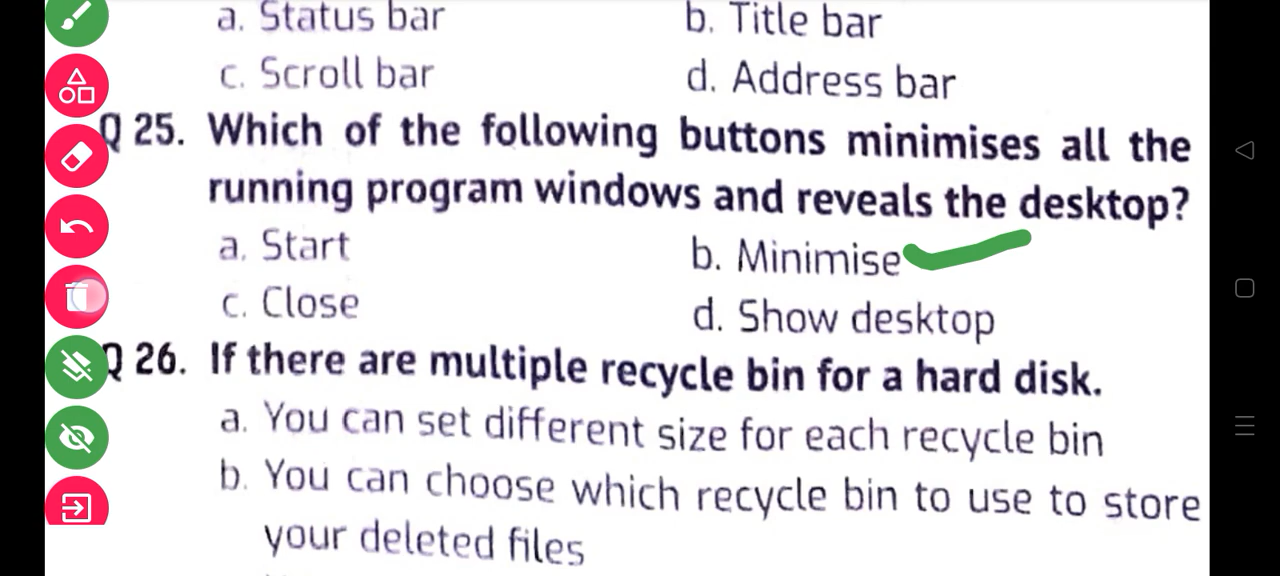 a. Status bar b. Title bar
c. Scroll bar d. Address bar
Q 25. Which of the following buttons minimises all the
running program windows and reveals the desktop?
a. Start b. Minimise
c. Close d. Show desktop
Q 26. If there are multiple recycle bin for a hard disk.
a. You can set different size for each recycle bin
b. You can choose which recycle bin to use to store
your deleted files